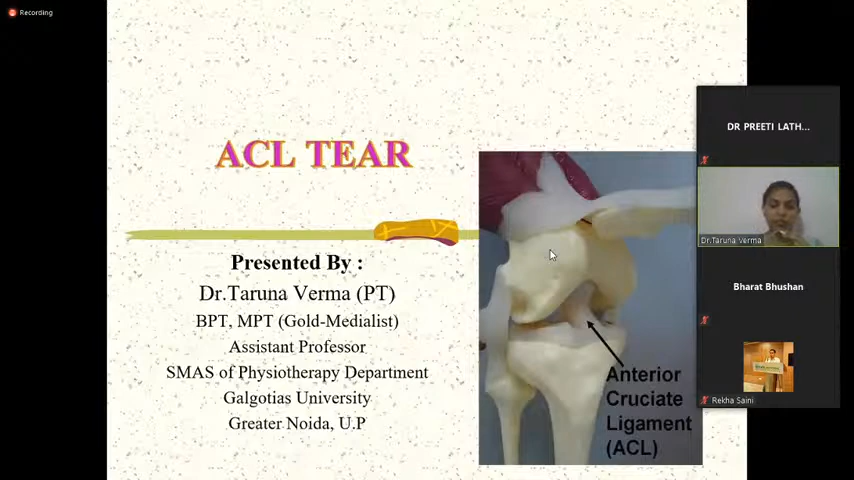 Recording
ACL TEAR
Presented By :
Dr.Taruna Verma (PT)
BPT, MPT (Gold-Medialist)
Assistant Professor
SMAS of Physiotherapy Department
Galgotias University
Greater Noida, U.P
Anterior
Cruciate
Ligament
(ACL)
DR PREETI LATH...
Dr.Taruna Verma
Bharat Bhushan
Rekha Saini